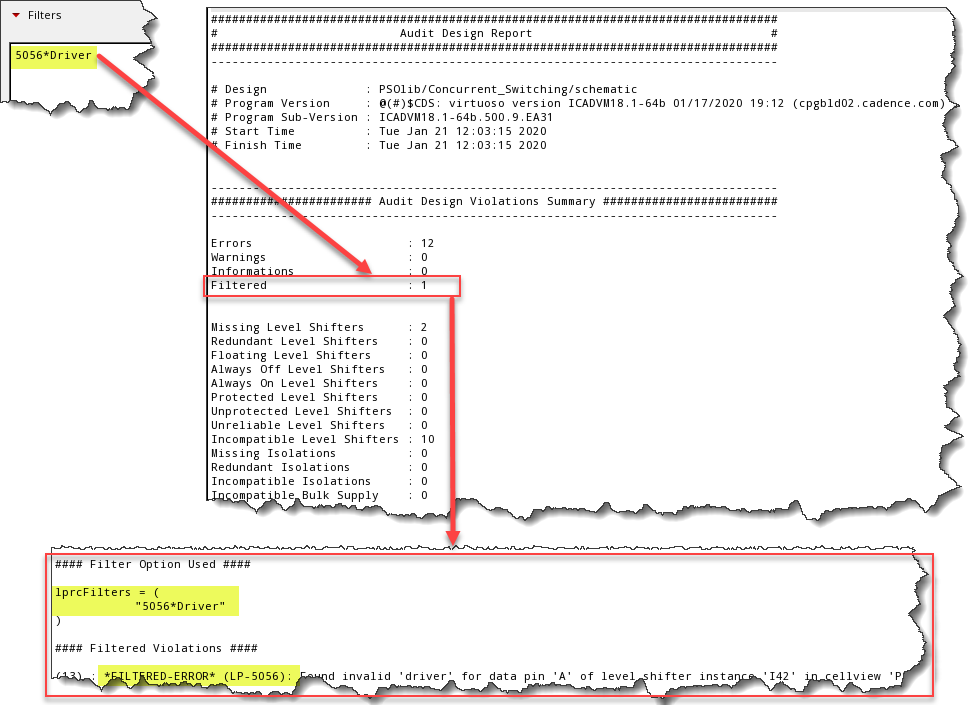 Filters
5056*Driver
#################################################################################
# Audit Design Report #
#################################################################################
---------------------------------------------------------------------------------
# Design : PSOlib/Concurrent_Switching/schematic
# Program Version : @(#)$CDS: virtuoso version ICADVM18.1-64b 01/17/2020 19:12 (cpgbld02.cadence.com)
# Program Sub-Version : ICADVM18.1-64b.500.9.EA31
# Start Time : Tue Jan 21 12:03:15 2020
# Finish Time : Tue Jan 21 12:03:15 2020
---------------------------------------------------------------------------------
####################### Audit Design Violations Summary #########################
---------------------------------------------------------------------------------
Errors : 12
Warnings : 0
Informations : 0
Filtered : 1
Missing Level Shifters : 2
Redundant Level Shifters : 0
Floating Level Shifters : 0
Always Off Level Shifters : 0
Always On Level Shifters : 0
Protected Level Shifters : 0
Unprotected Level Shifters : 0
Unreliable Level Shifters : 0
Incompatible Level Shifters : 10
Missing Isolations : 0
Redundant Isolations : 0
Incompatible Isolations : 0
Incompatible Bulk Supply : 0
#### Filter Option Used ####
lprcFilters = (
"5056*Driver"
)
#### Filtered Violations ####
(13) : *FILTERED-ERROR* (LP-5056): Found invalid 'driver' for data pin 'A' of level shifter instance 'I42' in cellview 'P